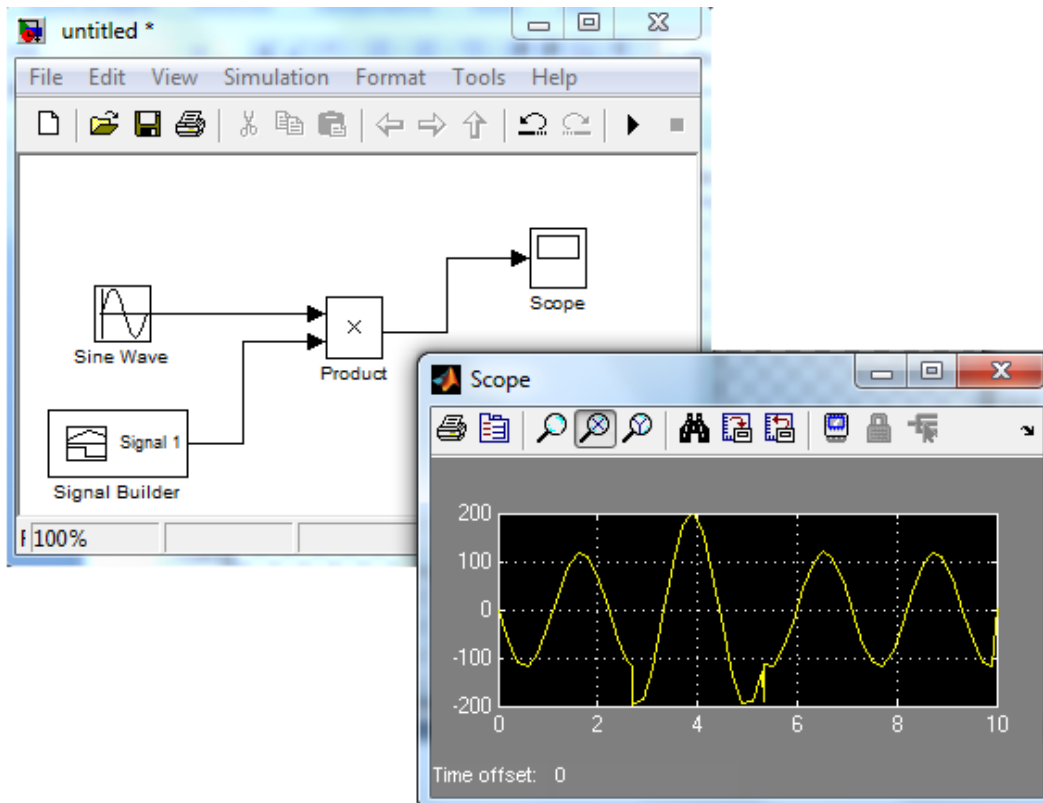 untitled *
File Edit View Simulation Format Tools Help
Scope
Sine Wave
×
Product
Signal 1
Signal Builder
100%
Scope
200
100
0
-100
-200
0 2 4 6 8 10
Time offset: 0